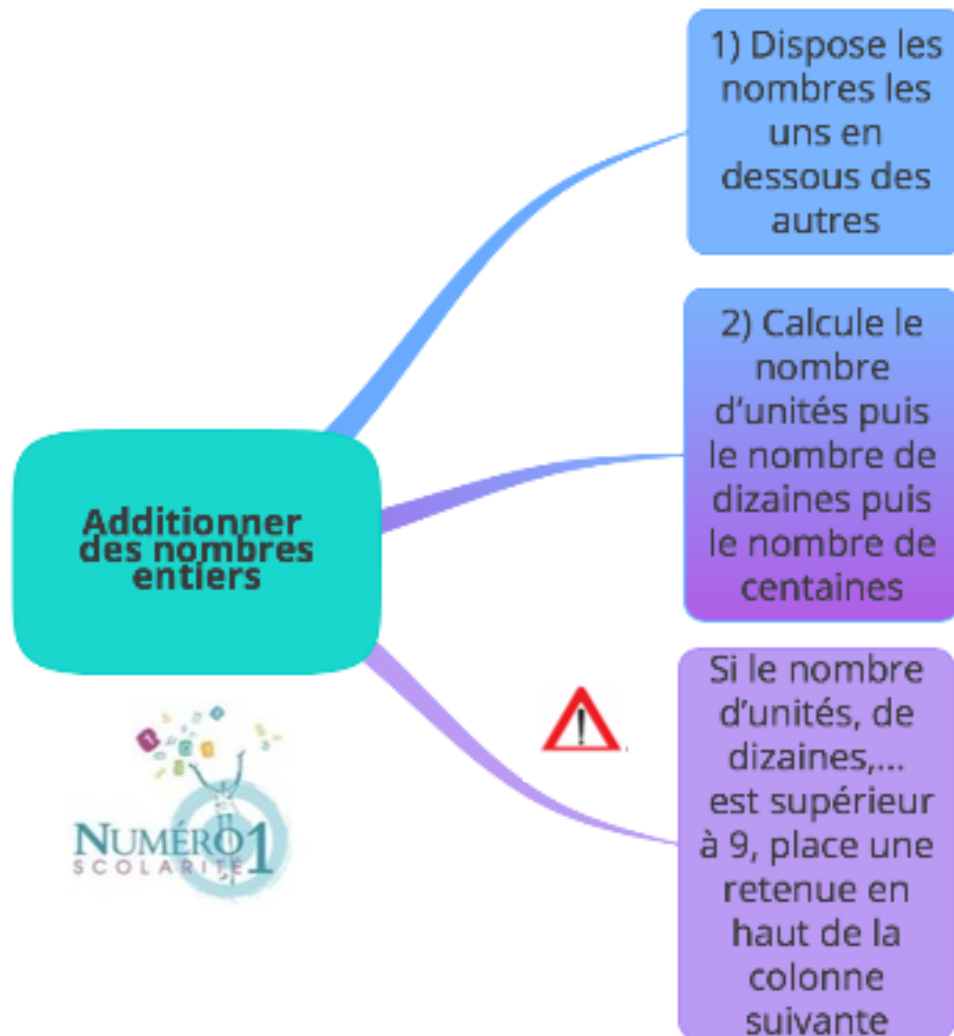 1) Dispose les
nombres les
uns en
dessous des
autres
2) Calcule le
nombre
d'unités puis
le nombre de
dizaines puis
le nombre de
centaines
Additionner
des nombres
entiers
Si le nombre
d'unités, de
dizaines,...
est supérieur
à 9, place une
retenue en
haut de la
colonne
suivante
NUMÉRO1
SCOLARITÉ